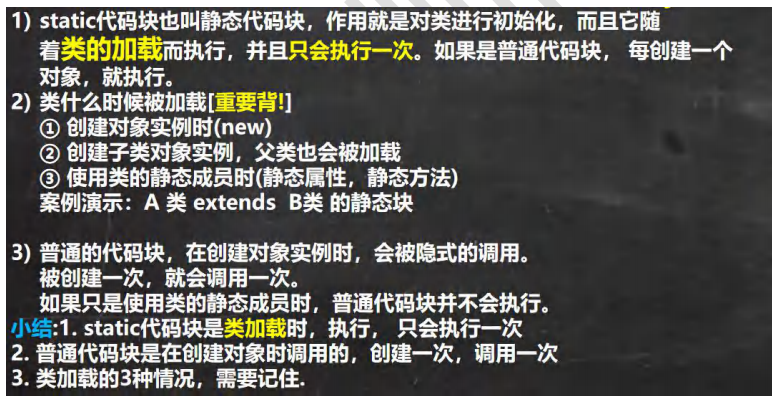 1) static代码块也叫静态代码块，作用就是对类进行初始化，而且它随
着类的加载而执行，并且只会执行一次。如果是普通代码块， 每创建一个
对象，就执行。
2) 类什么时候被加载[重要背!]
① 创建对象实例时(new)
② 创建子类对象实例，父类也会被加载
③ 使用类的静态成员时(静态属性，静态方法)
案例演示：A 类 extends B类 的静态块
3) 普通的代码块，在创建对象实例时，会被隐式的调用。
被创建一次，就会调用一次。
如果只是使用类的静态成员时，普通代码块并不会执行。
小结:1. static代码块是类加载时，执行， 只会执行一次
2. 普通代码块是在创建对象时调用的，创建一次，调用一次
3. 类加载的3种情况，需要记住.